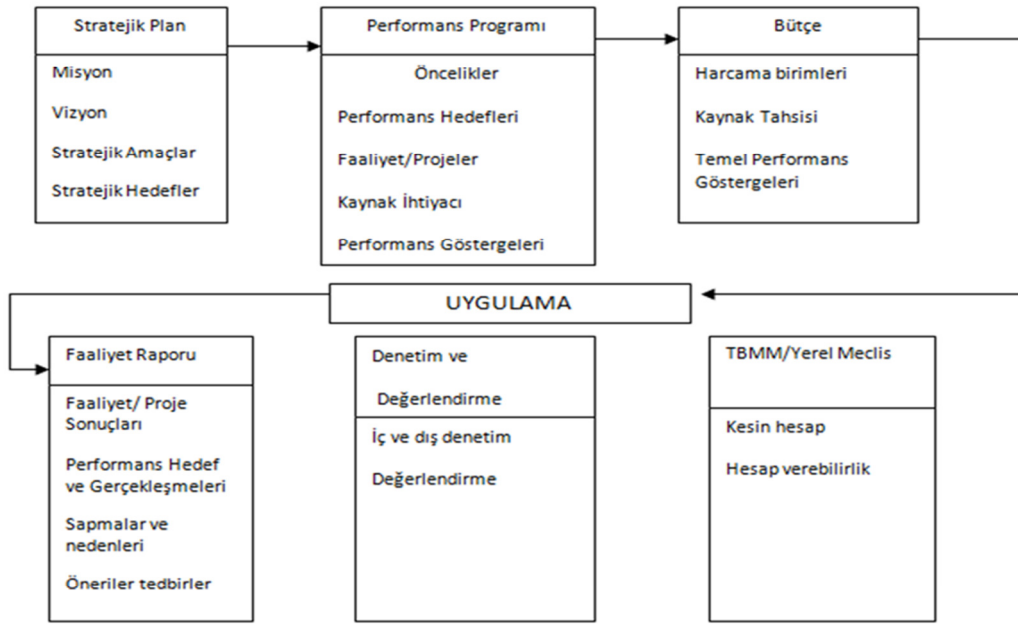 Stratejik Plan
Misyon
Vizyon
Stratejik Amaçlar
Stratejik Hedefler
Performans Programı
Öncelikler
Performans Hedefleri
Faaliyet/Projeler
Kaynak İhtiyacı
Performans Göstergeleri
Bütçe
Harcama birimleri
Kaynak Tahsisi
Temel Performans
Göstergeleri
UYGULAMA
Faaliyet Raporu
Faaliyet/ Proje
Sonuçları
Performans Hedef
ve Gerçekleşmeleri
Sapmalar ve
nedenleri
Öneriler tedbirler
Denetim ve
Değerlendirme
İç ve dış denetim
Değerlendirme
TBMM/Yerel Meclis
Kesin hesap
Hesap verebilirlik